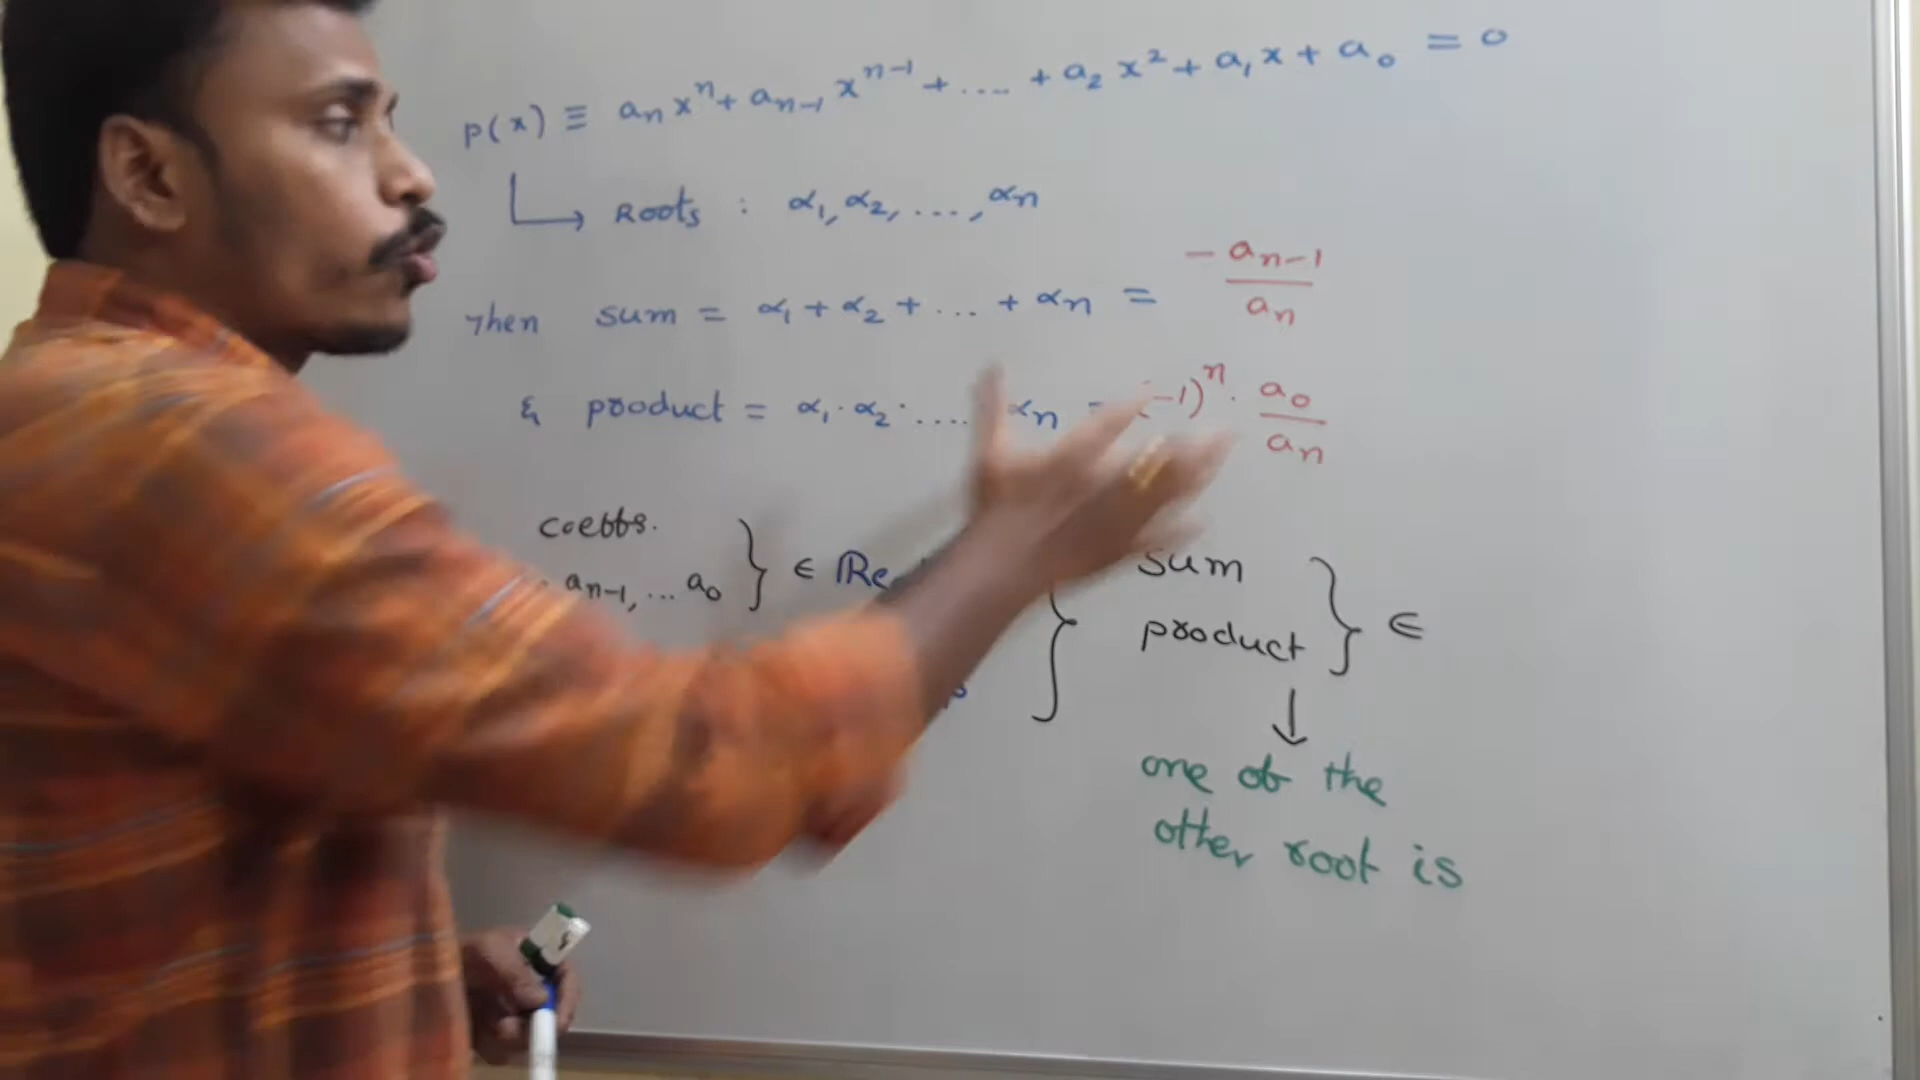 p(x) ≡ aₙxⁿ + aₙ₋₁xⁿ⁻¹ + .... + a₂x² + a₁x + a₀ = 0
Roots : α₁, α₂, ...., αₙ
Then sum = α₁ + α₂ + ... + αₙ = -aₙ₋₁/aₙ
& product = α₁ · α₂ · .... αₙ = (-1)ⁿ · a₀/aₙ
coeffs.
aₙ₋₁, ... a₀ } ∈
sum
product } ∈
↓
one of the
other root is